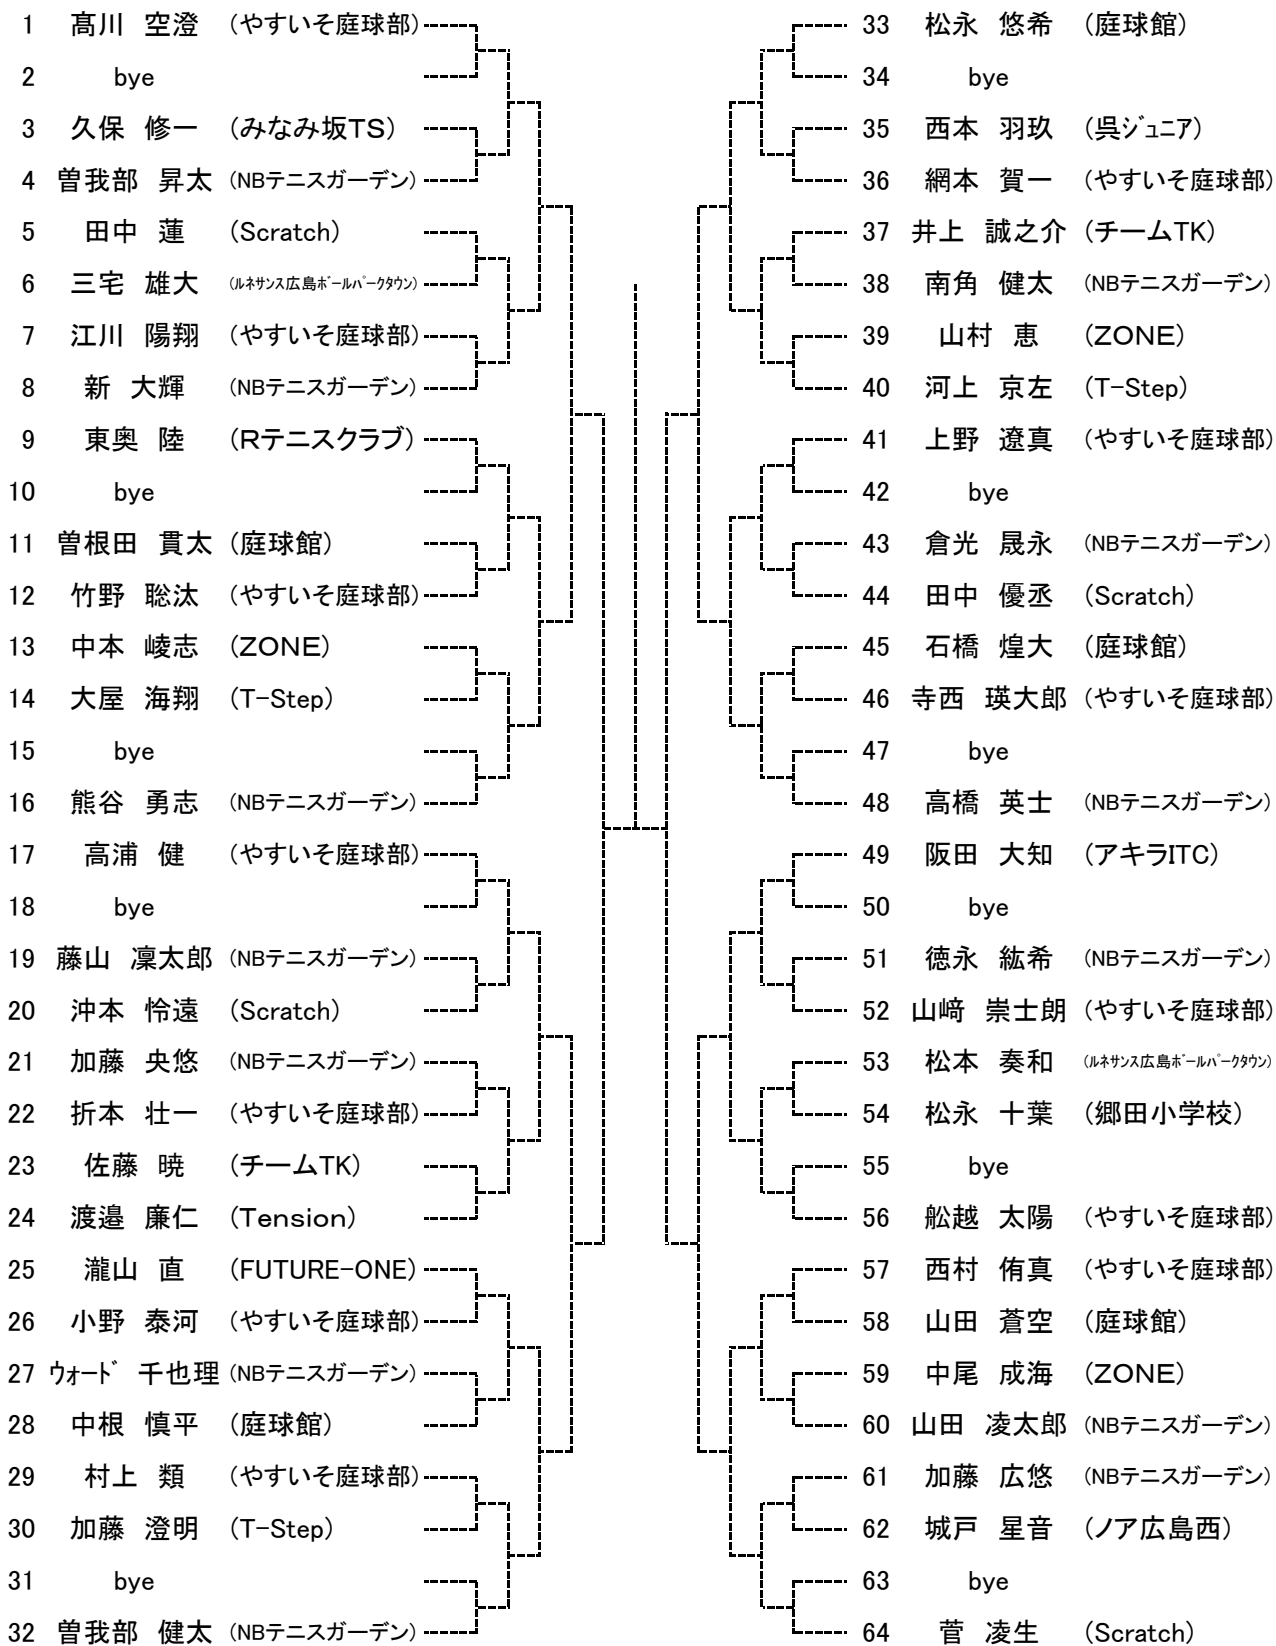 1 髙川 空澄 (やすいそ庭球部)
2 bye
3 久保 修一 (みなみ坂TS)
4 曽我部 昇太 (NBテニスガーデン)
5 田中 蓮 (Scratch)
6 三宅 雄大 (ﾙﾈｻﾝｽ広島ﾎﾞｰﾙﾊﾟｰｸﾀｳﾝ)
7 江川 陽翔 (やすいそ庭球部)
8 新 大輝 (NBテニスガーデン)
9 東奥 陸 (Rテニスクラブ)
10 bye
11 曽根田 貫太 (庭球館)
12 竹野 聡汰 (やすいそ庭球部)
13 中本 崚志 (ZONE)
14 大屋 海翔 (T-Step)
15 bye
16 熊谷 勇志 (NBテニスガーデン)
17 高浦 健 (やすいそ庭球部)
18 bye
19 藤山 凜太郎 (NBテニスガーデン)
20 沖本 怜遠 (Scratch)
21 加藤 央悠 (NBテニスガーデン)
22 折本 壮一 (やすいそ庭球部)
23 佐藤 暁 (チームTK)
24 渡邉 廉仁 (Tension)
25 瀧山 直 (FUTURE-ONE)
26 小野 泰河 (やすいそ庭球部)
27 ｳｫｰﾄﾞ 千也理 (NBテニスガーデン)
28 中根 慎平 (庭球館)
29 村上 類 (やすいそ庭球部)
30 加藤 澄明 (T-Step)
31 bye
32 曽我部 健太 (NBテニスガーデン)
33 松永 悠希 (庭球館)
34 bye
35 西本 羽玖 (呉ｼﾞｭﾆｱ)
36 網本 賀一 (やすいそ庭球部)
37 井上 誠之介 (チームTK)
38 南角 健太 (NBテニスガーデン)
39 山村 恵 (ZONE)
40 河上 京左 (T-Step)
41 上野 遼真 (やすいそ庭球部)
42 bye
43 倉光 晟永 (NBテニスガーデン)
44 田中 優丞 (Scratch)
45 石橋 煌大 (庭球館)
46 寺西 瑛大郎 (やすいそ庭球部)
47 bye
48 高橋 英士 (NBテニスガーデン)
49 阪田 大知 (アキラITC)
50 bye
51 徳永 紘希 (NBテニスガーデン)
52 山﨑 崇士朗 (やすいそ庭球部)
53 松本 奏和 (ﾙﾈｻﾝｽ広島ﾎﾞｰﾙﾊﾟｰｸﾀｳﾝ)
54 松永 十葉 (郷田小学校)
55 bye
56 舩越 太陽 (やすいそ庭球部)
57 西村 侑真 (やすいそ庭球部)
58 山田 蒼空 (庭球館)
59 中尾 成海 (ZONE)
60 山田 凌太郎 (NBテニスガーデン)
61 加藤 広悠 (NBテニスガーデン)
62 城戸 星音 (ノア広島西)
63 bye
64 菅 凌生 (Scratch)